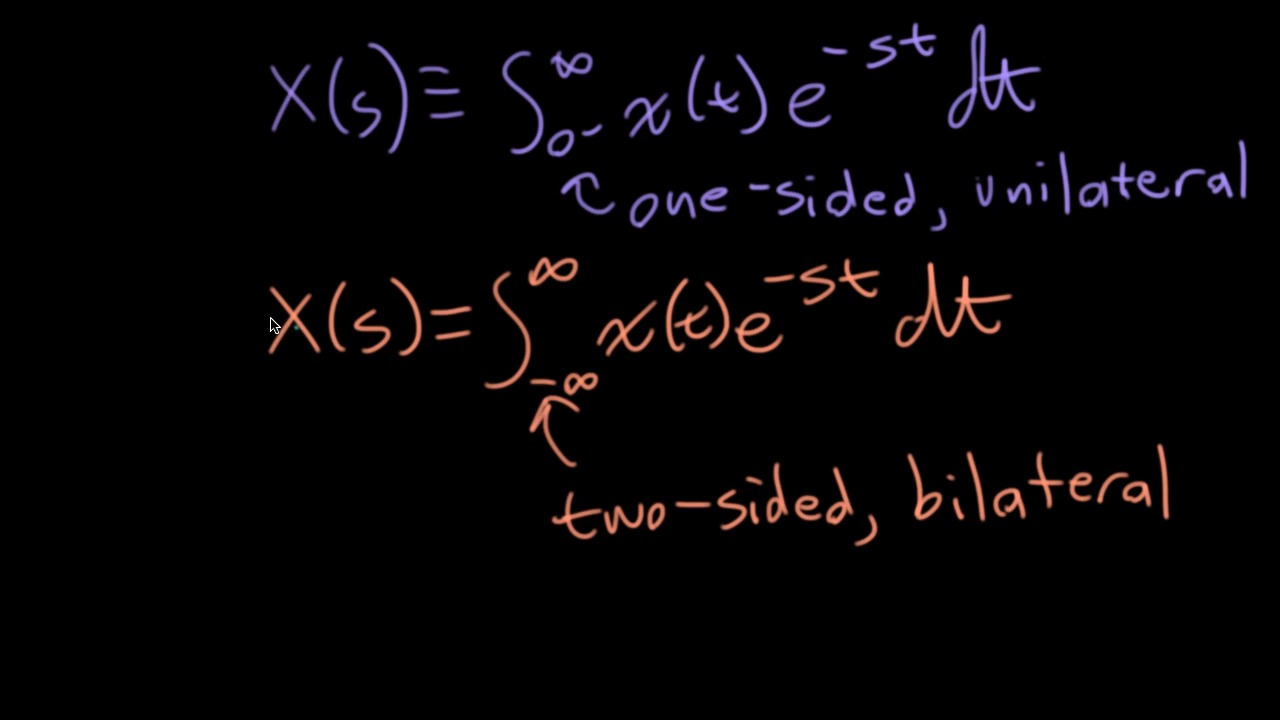 X(s) ≡ ∫₀₋^∞ x(t) e^{-st} dt
one-sided, unilateral
X(s) = ∫_{-∞}^∞ x(t) e^{-st} dt
two-sided, bilateral